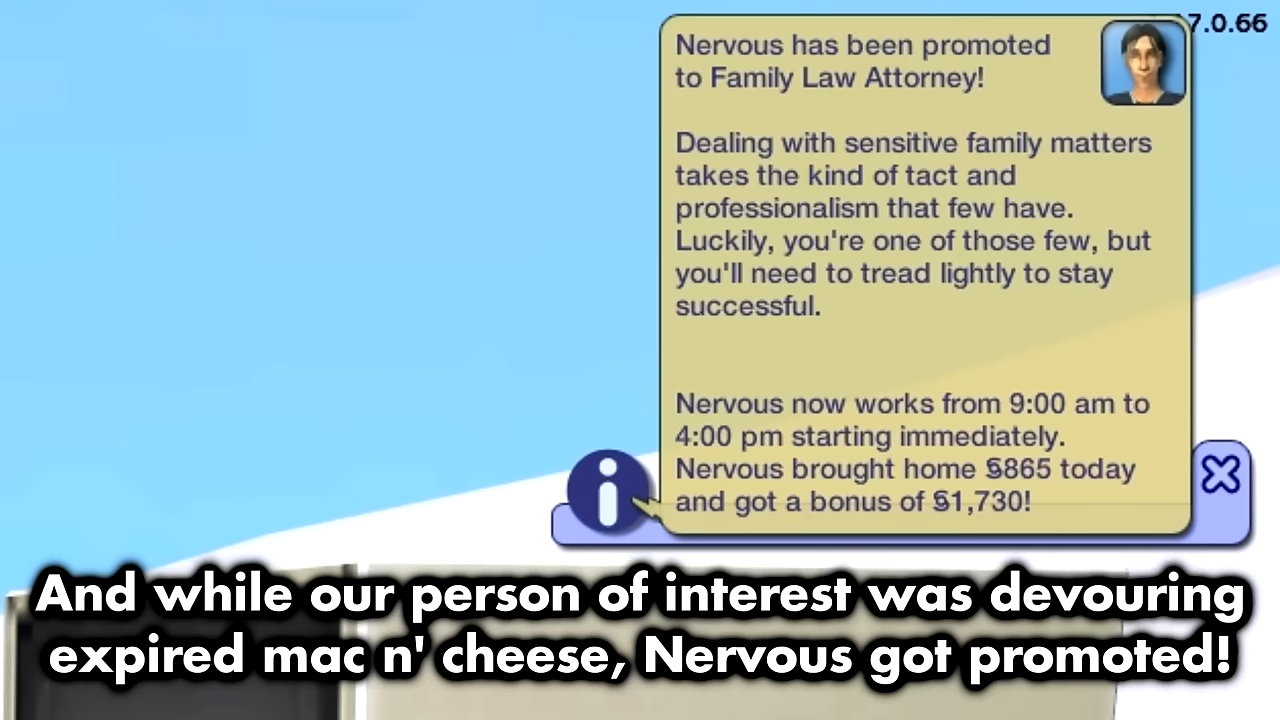 7.0.66
Nervous has been promoted
to Family Law Attorney!
Dealing with sensitive family matters
takes the kind of tact and
professionalism that few have.
Luckily, you're one of those few, but
you'll need to tread lightly to stay
successful.
Nervous now works from 9:00 am to
4:00 pm starting immediately.
Nervous brought home §865 today
and got a bonus of §1,730!
And while our person of interest was devouring
expired mac n' cheese, Nervous got promoted!